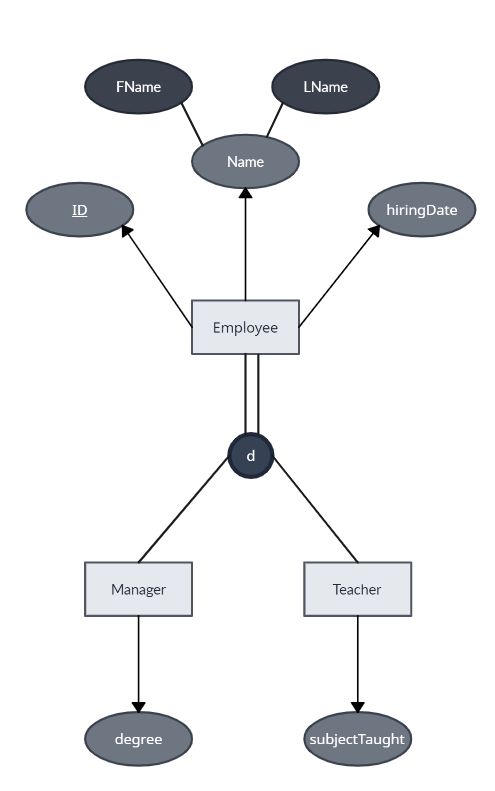 FName
LName
Name
ID
hiringDate
Employee
d
Manager
Teacher
degree
subjectTaught